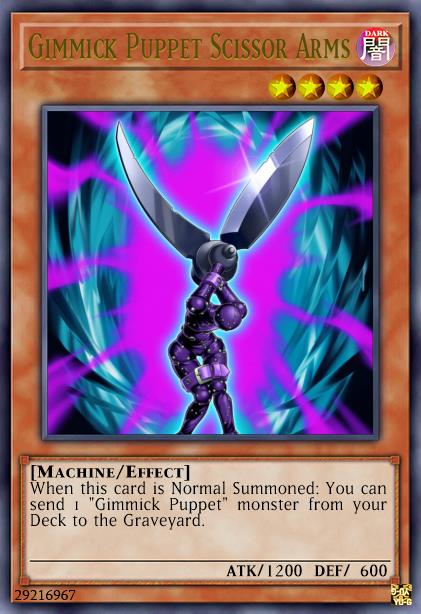 Gimmick Puppet Scissor Arms
DARK
闇
[Machine/Effect]
When this card is Normal Summoned: You can
send 1 "Gimmick Puppet" monster from your
Deck to the Graveyard.
ATK/1200 DEF/ 600
29216967